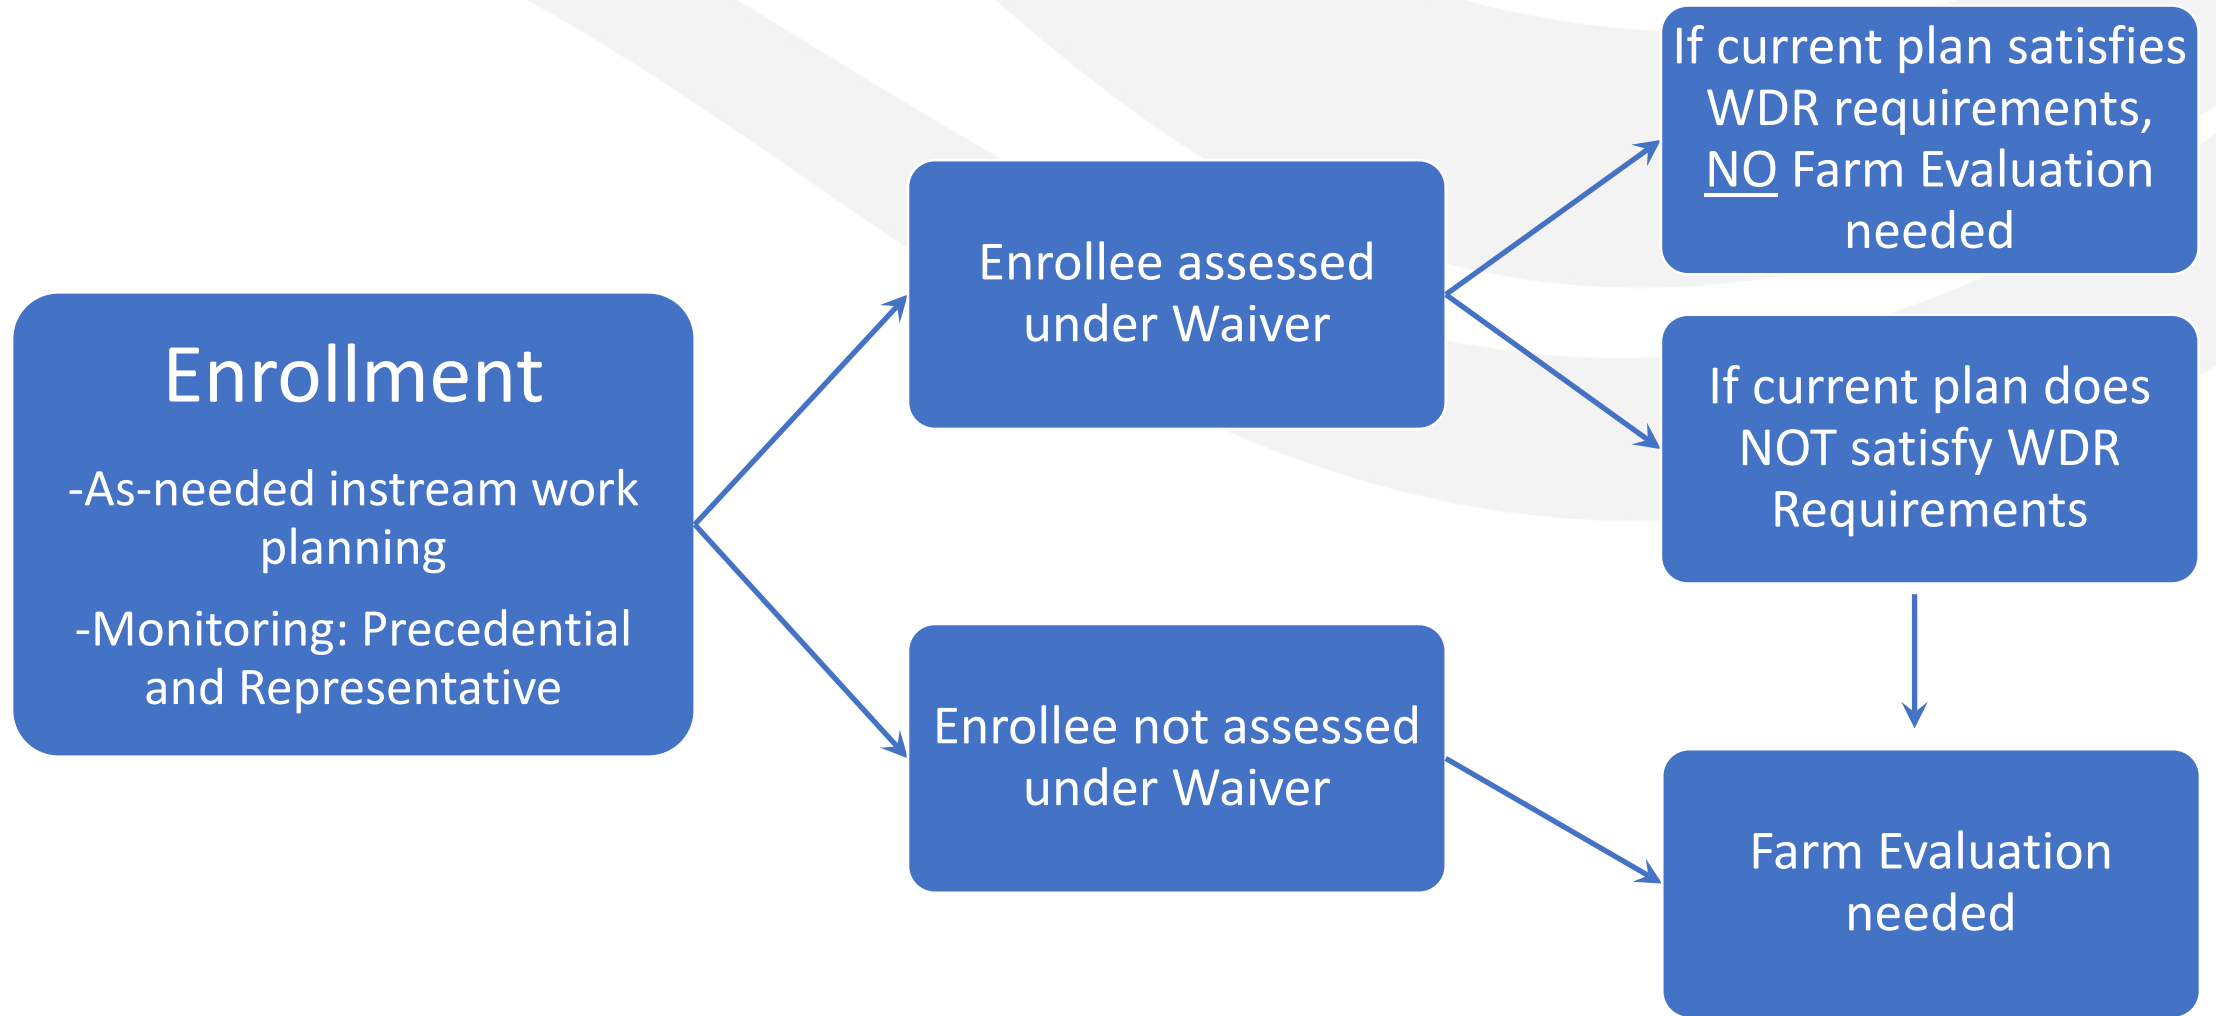 Enrollment
-As-needed instream work
planning
-Monitoring: Precedential
and Representative
Enrollee assessed
under Waiver
Enrollee not assessed
under Waiver
If current plan satisfies
WDR requirements,
NO Farm Evaluation
needed
If current plan does
NOT satisfy WDR
Requirements
Farm Evaluation
needed